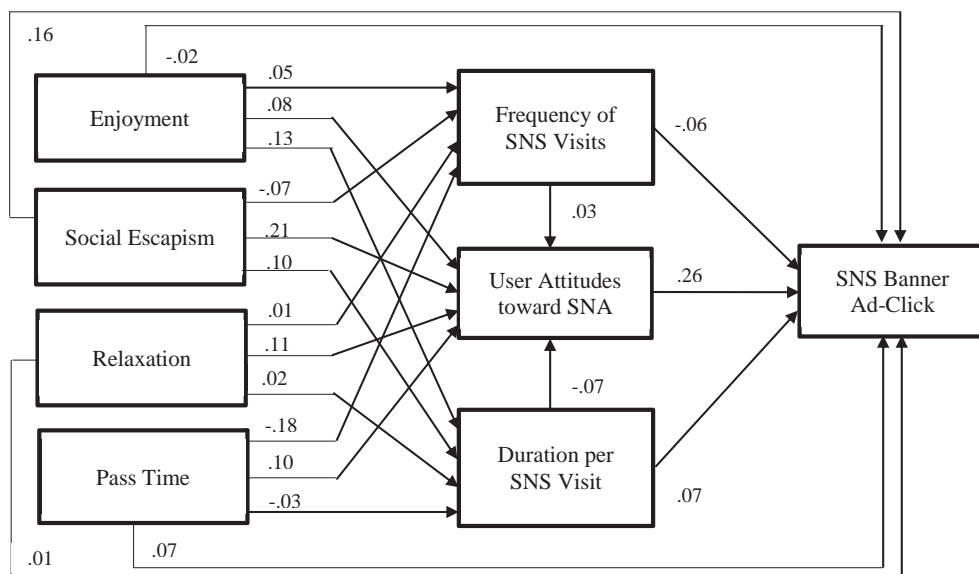 .16
-.02
Enjoyment
.05
.08
.13
Social Escapism
-.07
.21
.10
Relaxation
.01
.11
.02
Pass Time
-.18
.10
-.03
.01
.07
Frequency of
SNS Visits
-.06
.03
User Attitudes
toward SNA
.26
-.07
Duration per
SNS Visit
.07
SNS Banner
Ad-Click